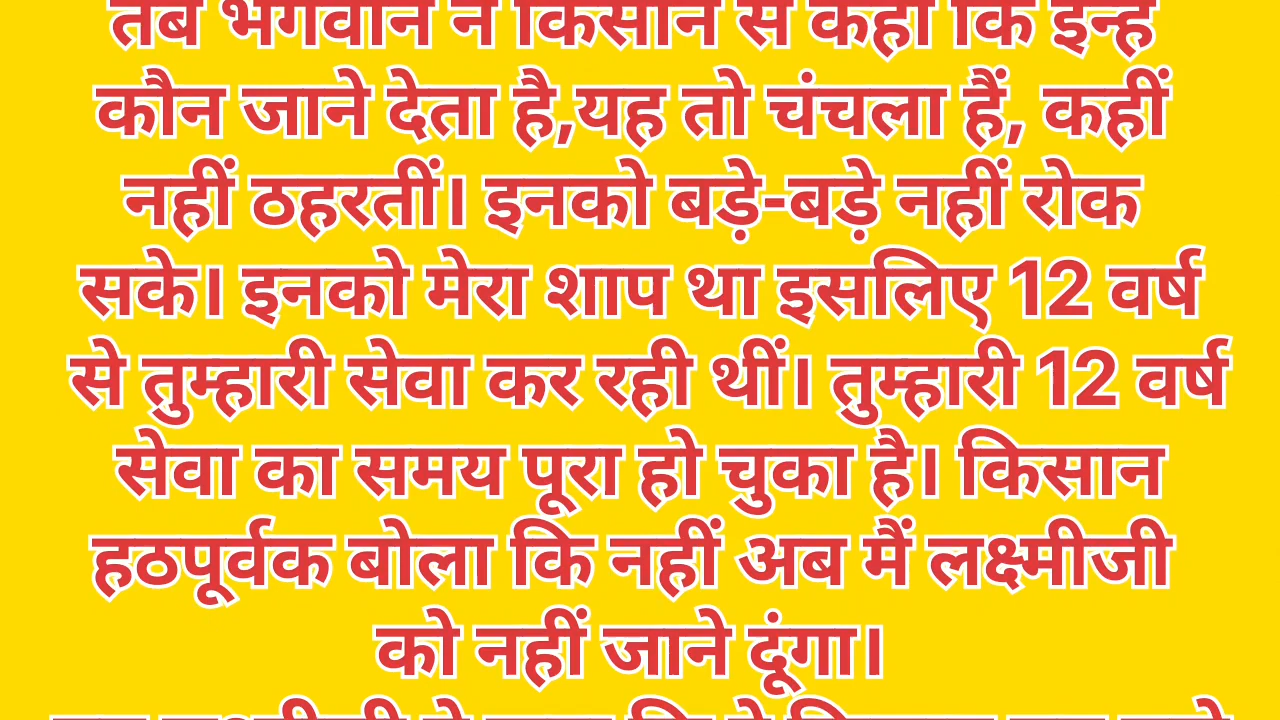 तब भगवान ने किसान से कहा कि इन्हें
कौन जाने देता है,यह तो चंचला हैं, कहीं
नहीं ठहरतीं। इनको बड़े-बड़े नहीं रोक
सके। इनको मेरा शाप था इसलिए 12 वर्ष
से तुम्हारी सेवा कर रही थीं। तुम्हारी 12 वर्ष
सेवा का समय पूरा हो चुका है। किसान
हठपूर्वक बोला कि नहीं अब मैं लक्ष्मीजी
को नहीं जाने दूंगा।